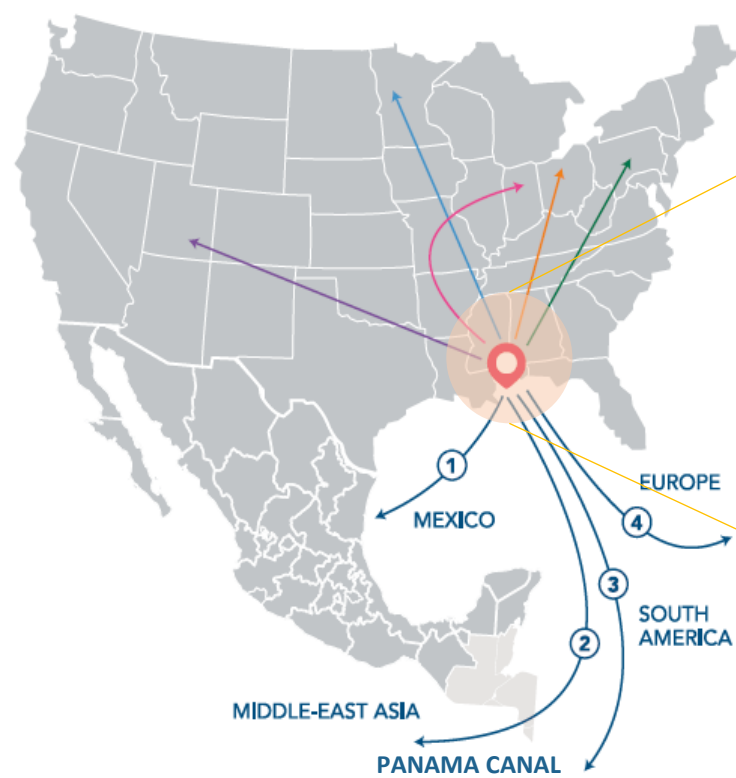 1
MEXICO
EUROPE
4
3
SOUTH
AMERICA
2
MIDDLE-EAST ASIA
PANAMA CANAL